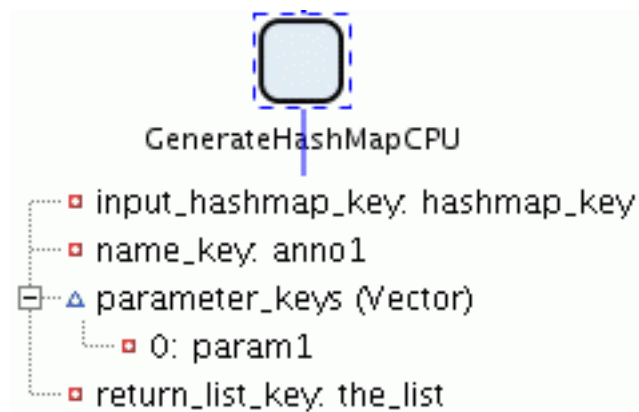 GenerateHashMapCPU
input_hashmap_key: hashmap_key
name_key: anno1
parameter_keys (Vector)
0: param1
return_list_key: the_list